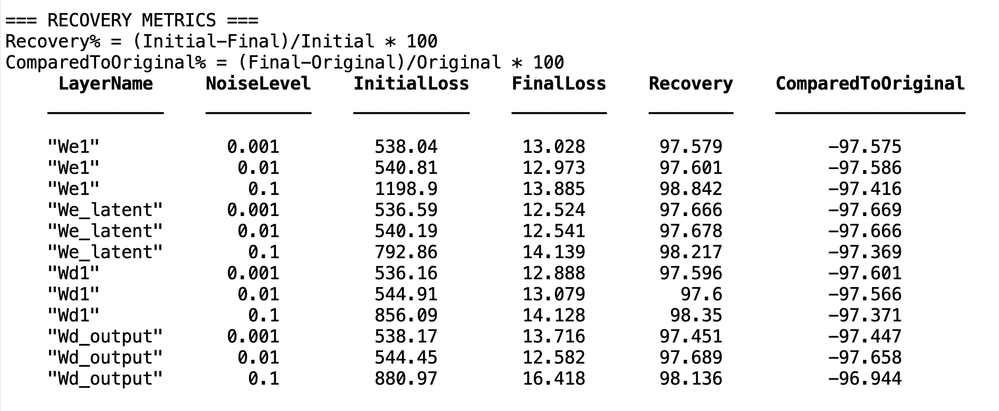 === RECOVERY METRICS ===
Recovery% = (Initial-Final)/Initial * 100
ComparedToOriginal% = (Final-Original)/Original * 100
LayerName NoiseLevel InitialLoss FinalLoss Recovery ComparedToOriginal
"We1" 0.001 538.04 13.028 97.579 -97.575
"We1" 0.01 540.81 12.973 97.601 -97.586
"We1" 0.1 1198.9 13.885 98.842 -97.416
"We_latent" 0.001 536.59 12.524 97.666 -97.669
"We_latent" 0.01 540.19 12.541 97.678 -97.666
"We_latent" 0.1 792.86 14.139 98.217 -97.369
"Wd1" 0.001 536.16 12.888 97.596 -97.601
"Wd1" 0.01 544.91 13.079 97.6 -97.566
"Wd1" 0.1 856.09 14.128 98.35 -97.371
"Wd_output" 0.001 538.17 13.716 97.451 -97.447
"Wd_output" 0.01 544.45 12.582 97.689 -97.658
"Wd_output" 0.1 880.97 16.418 98.136 -96.944